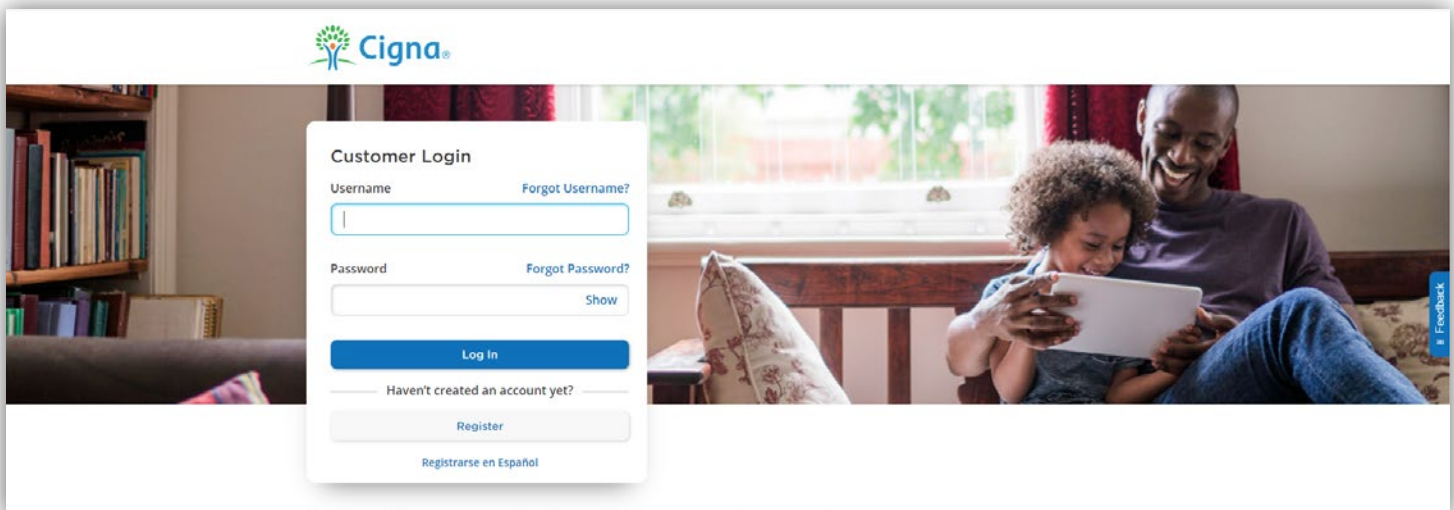 Cigna®
Customer Login
Username Forgot Username?
Password Forgot Password?
Show
Log In
Haven't created an account yet?
Register
Registrarse en Español
Feedback